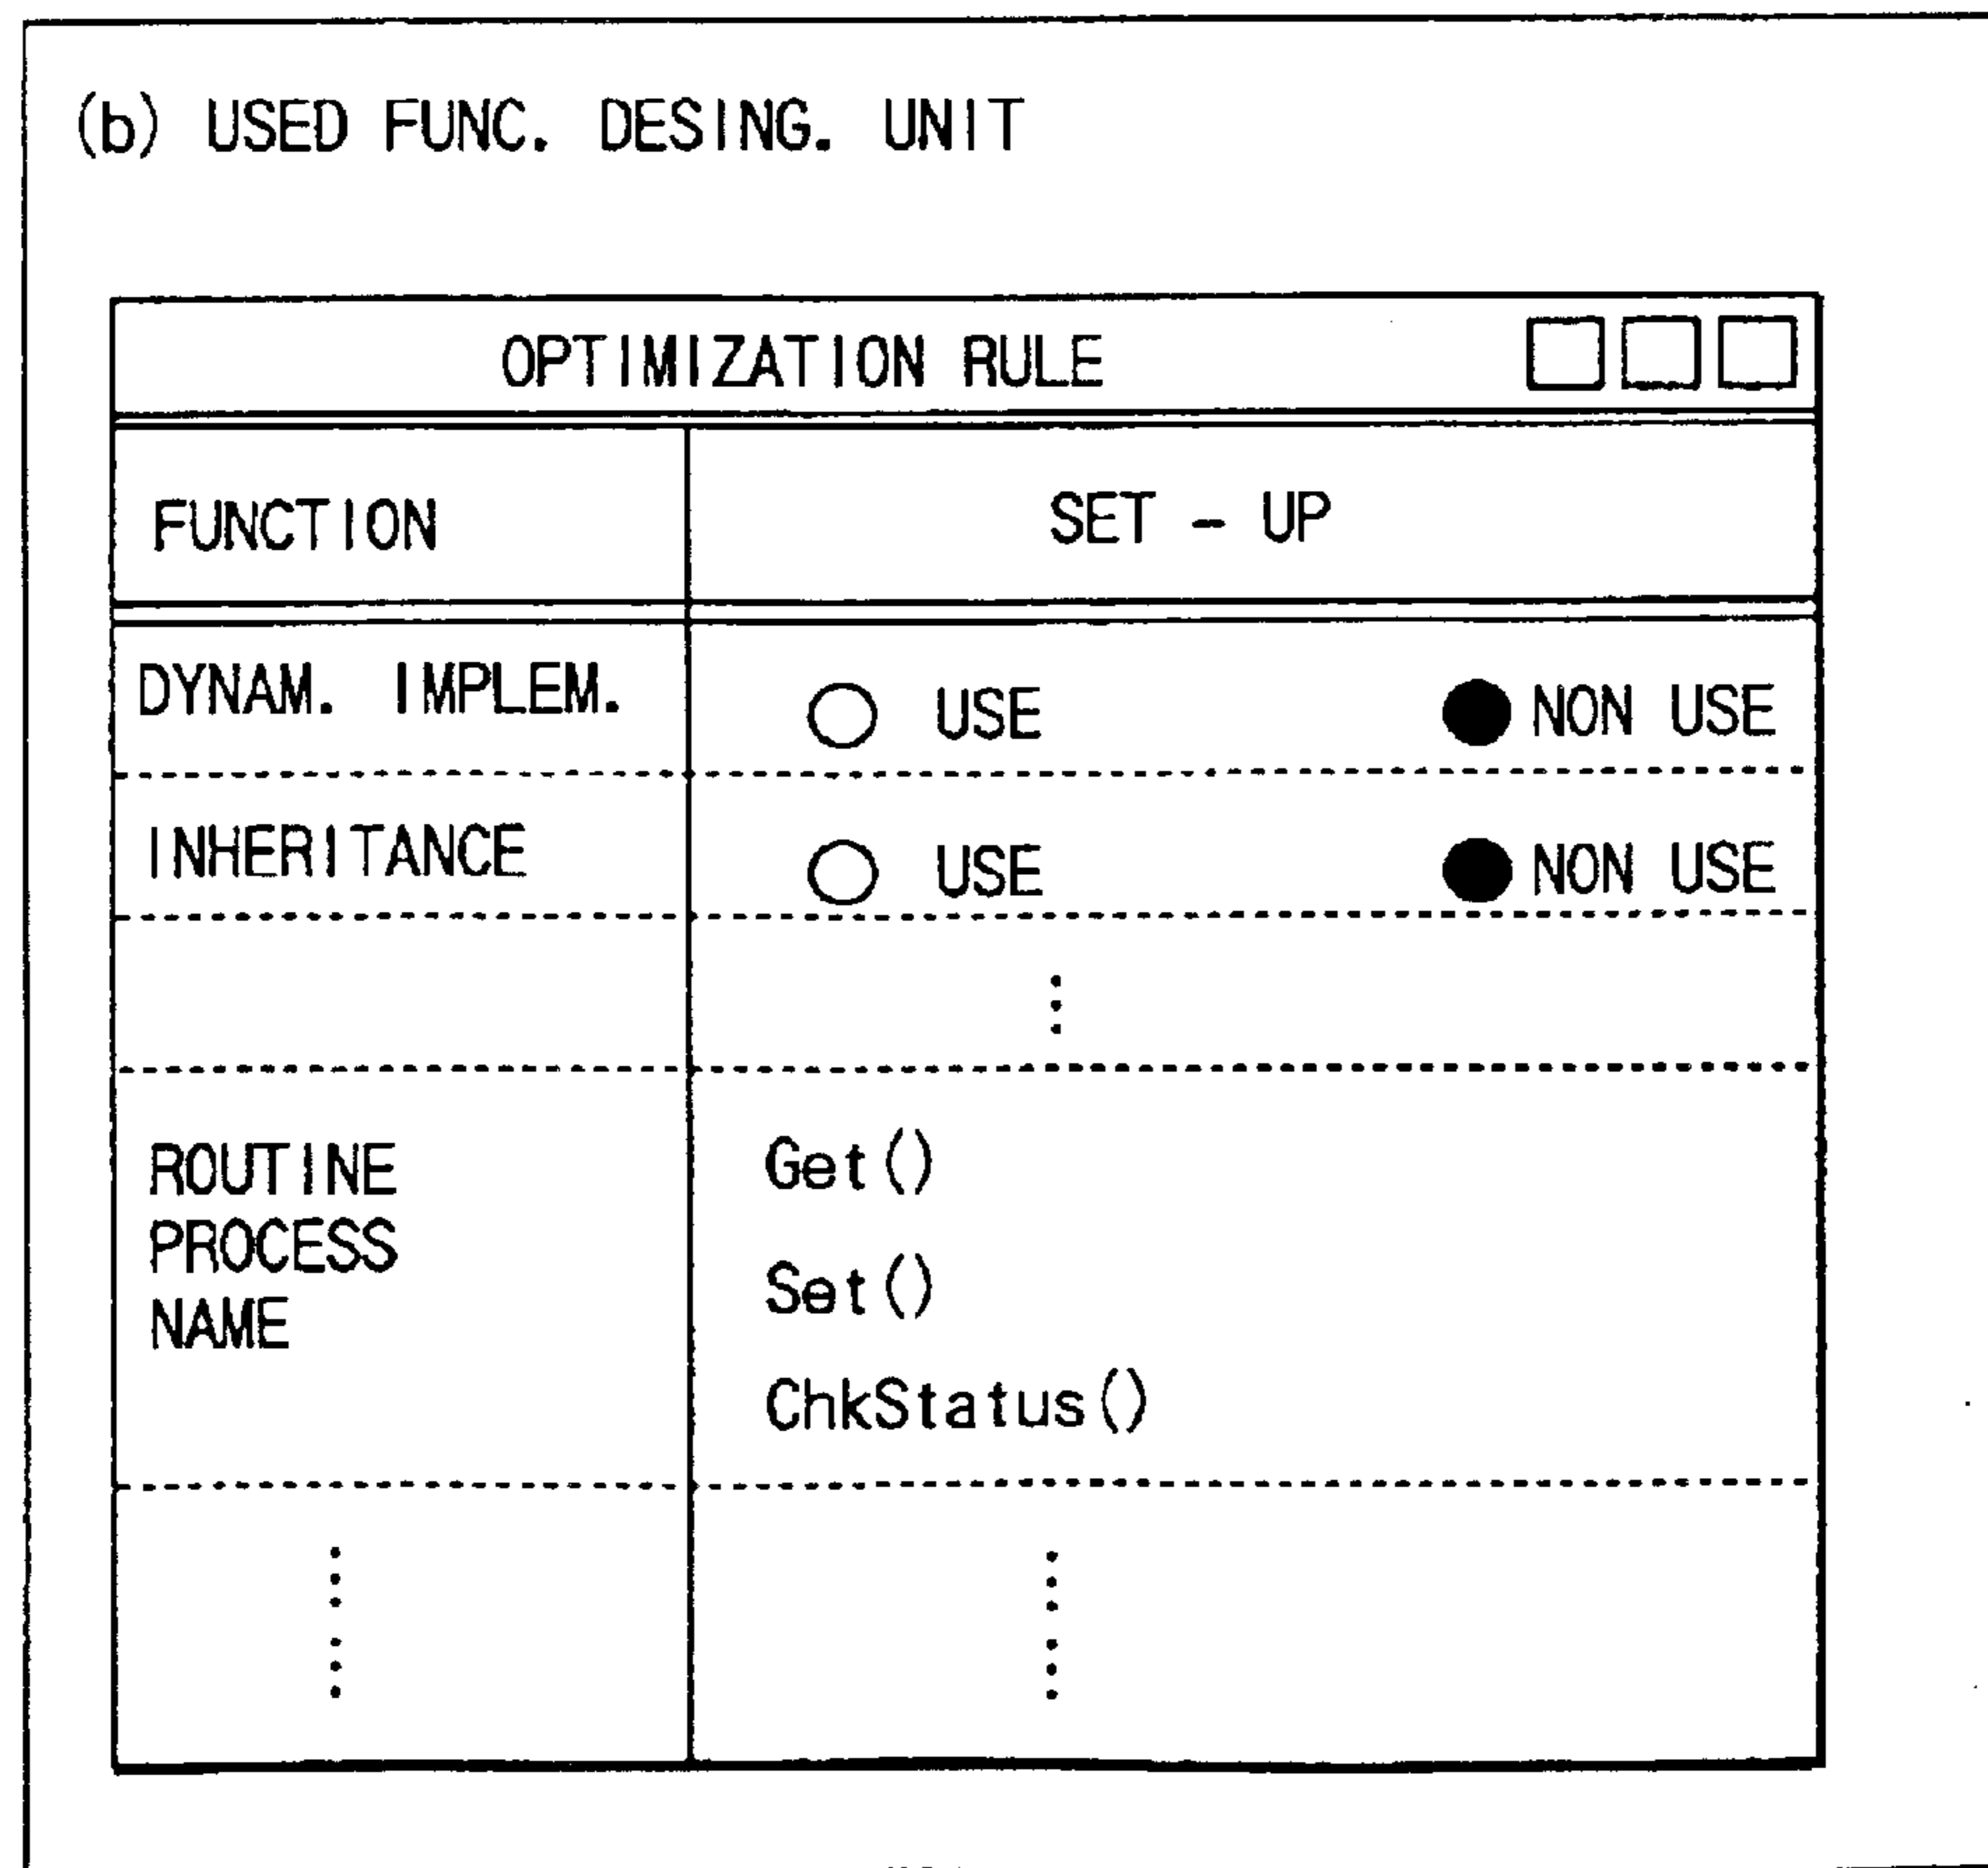 (b) USED FUNC. DESING. UNIT
OPTIMIZATION RULE
FUNCTION
SET - UP
DYNAM. IMPLEM.
USE
NON USE
INHERITANCE
USE
NON USE
ROUTINE
PROCESS
NAME
Get()
Set()
ChkStatus()